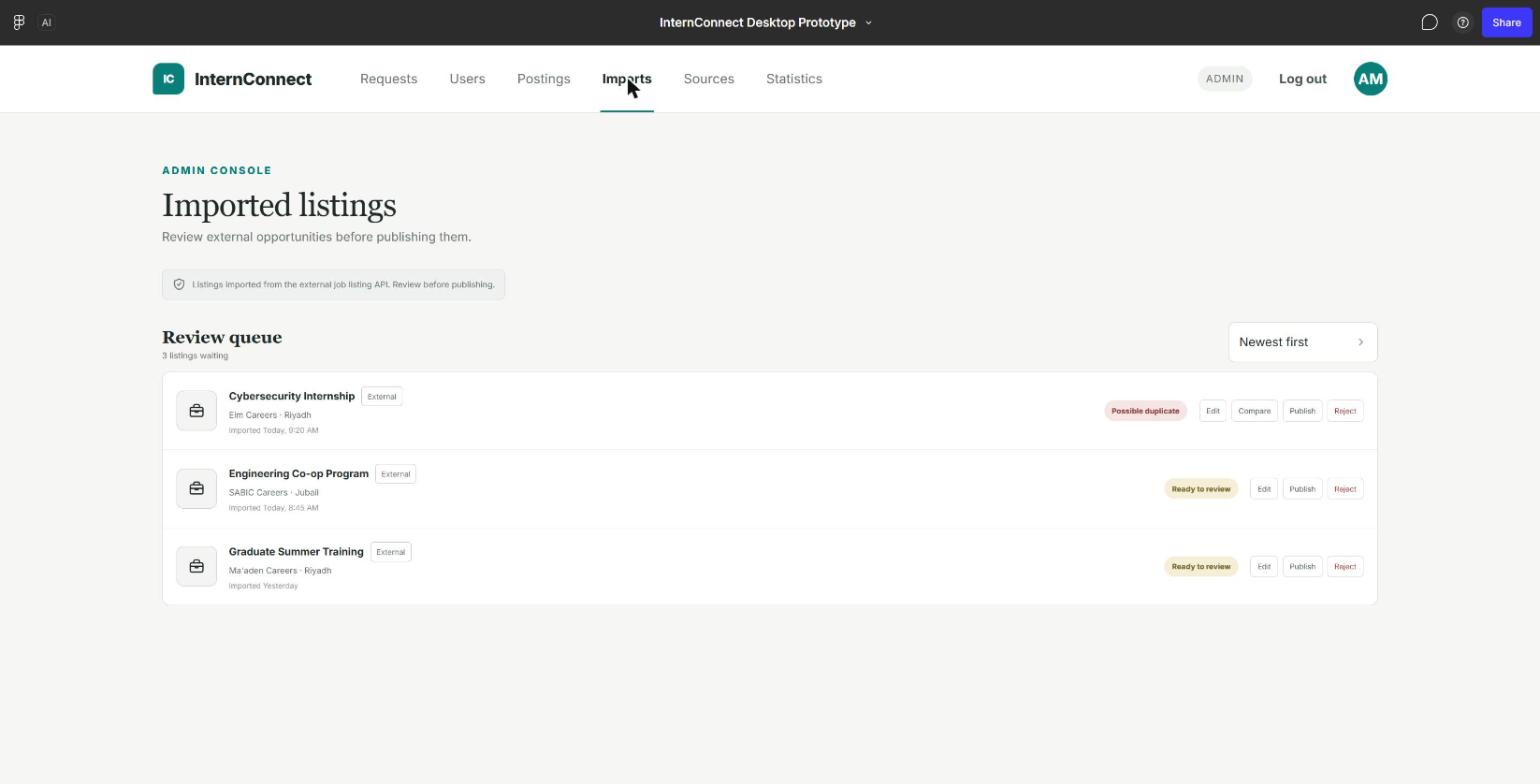 AI
InternConnect Desktop Prototype
Share
IC InternConnect
Requests
Users
Postings
Imports
Sources
Statistics
ADMIN
Log out
AM
ADMIN CONSOLE
Imported listings
Review external opportunities before publishing them.
Listings imported from the external job listing API. Review before publishing.
Review queue
3 listings waiting
Newest first
Cybersecurity Internship External
Elm Careers · Riyadh
Imported Today, 9:20 AM
Possible duplicate Edit Compare Publish Reject
Engineering Co-op Program External
SABIC Careers · Jubail
Imported Today, 8:45 AM
Ready to review Edit Publish Reject
Graduate Summer Training External
Ma'aden Careers · Riyadh
Imported Yesterday
Ready to review Edit Publish Reject